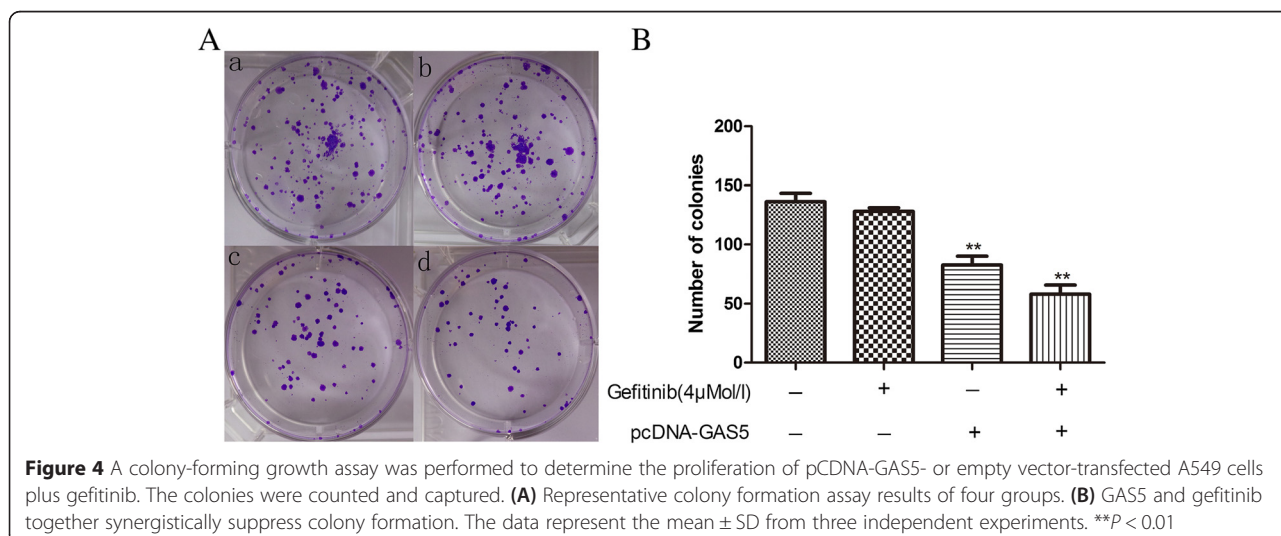 A
B
a
b
c
d
200
150
100
50
0
Number of colonies
**
**
Gefitinib(4μMol/l) – + – +
pcDNA-GAS5 – – + +
Figure 4 A colony-forming growth assay was performed to determine the proliferation of pCDNA-GAS5- or empty vector-transfected A549 cells
plus gefitinib. The colonies were counted and captured. (A) Representative colony formation assay results of four groups. (B) GAS5 and gefitinib
together synergistically suppress colony formation. The data represent the mean ± SD from three independent experiments. **P < 0.01